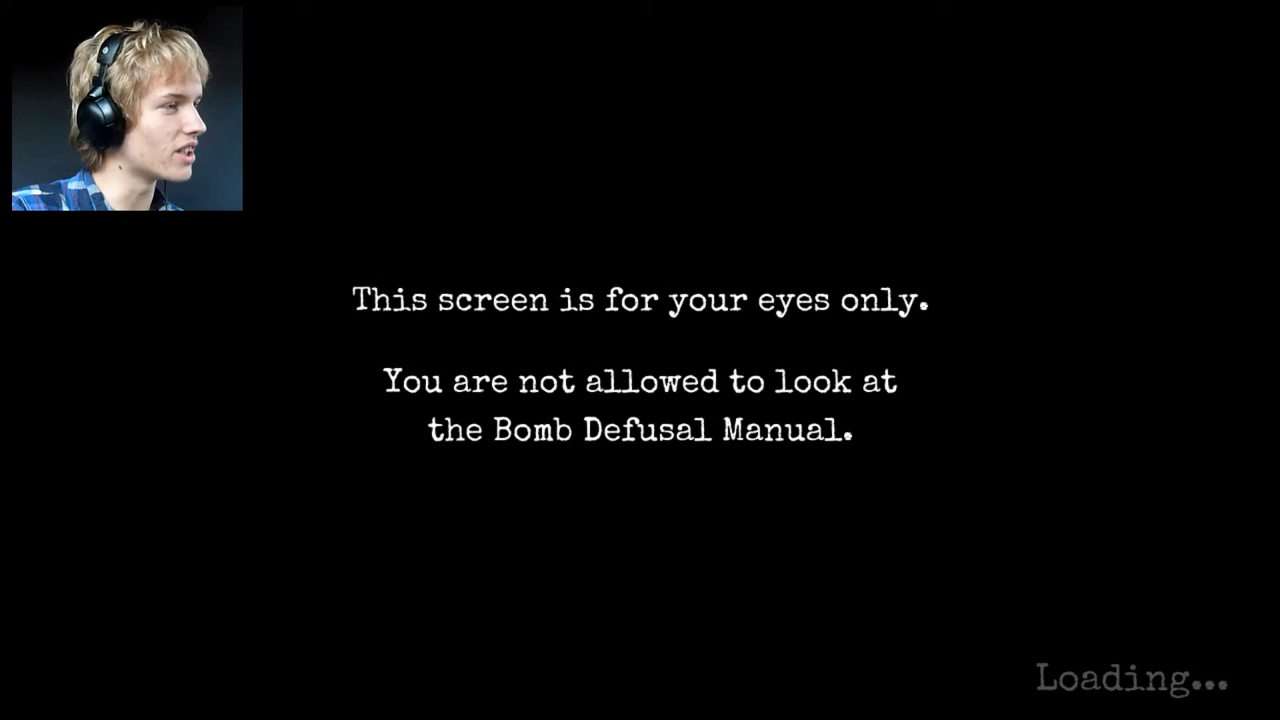 This screen is for your eyes only.
You are not allowed to look at
the Bomb Defusal Manual.
Loading...